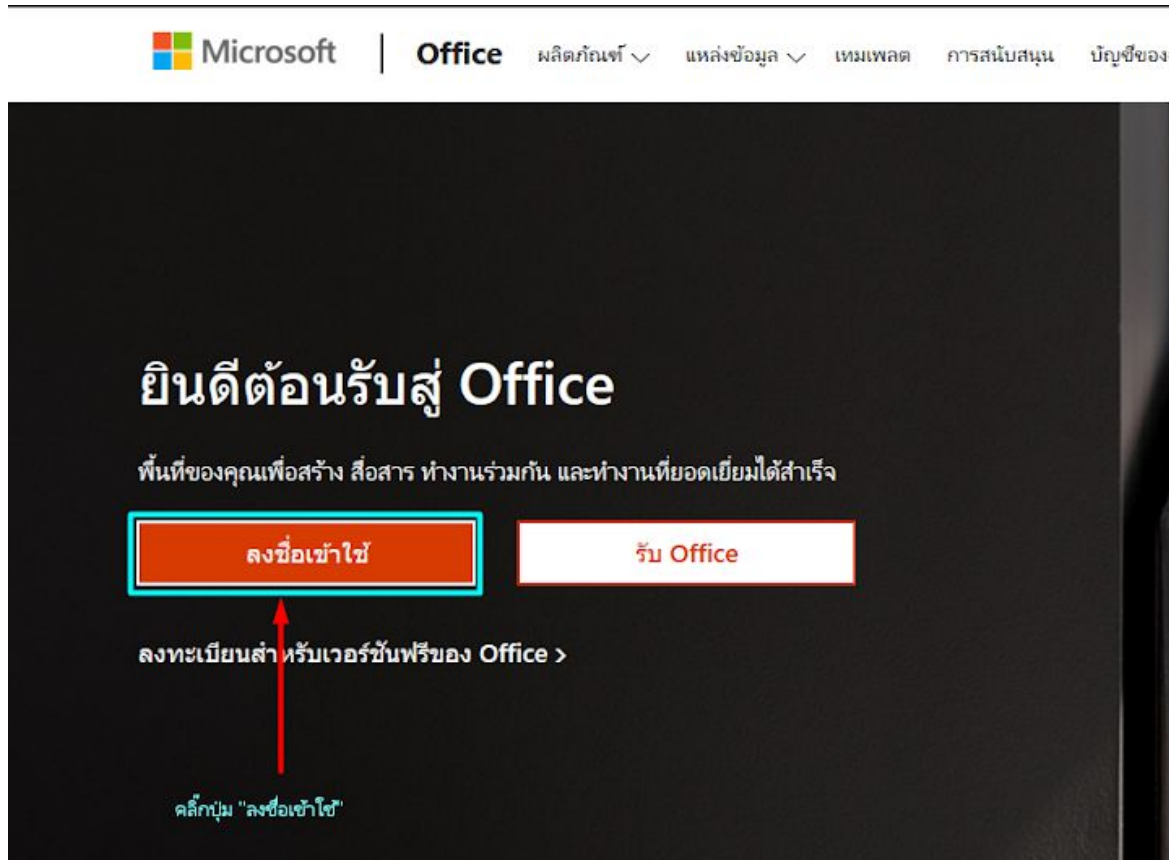 Microsoft | Office ผลิตภัณฑ์ แหล่งข้อมูล เทมเพลต การสนับสนุน บัญชีของ
ยินดีต้อนรับสู่ Office
พื้นที่ของคุณเพื่อสร้าง สื่อสาร ทำงานร่วมกัน และทำงานที่ยอดเยี่ยมได้สำเร็จ
ลงชื่อเข้าใช้ รับ Office
ลงทะเบียนสำหรับเวอร์ชันฟรีของ Office >
คลิ๊กปุ่ม "ลงชื่อเข้าใช้"